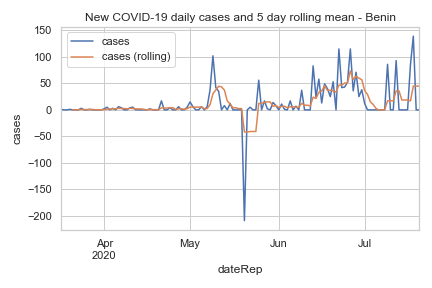 New COVID-19 daily cases and 5 day rolling mean - Benin
cases
cases (rolling)
150
100
50
0
−50
−100
−150
−200
cases
Apr
2020
May
Jun
Jul
dateRep